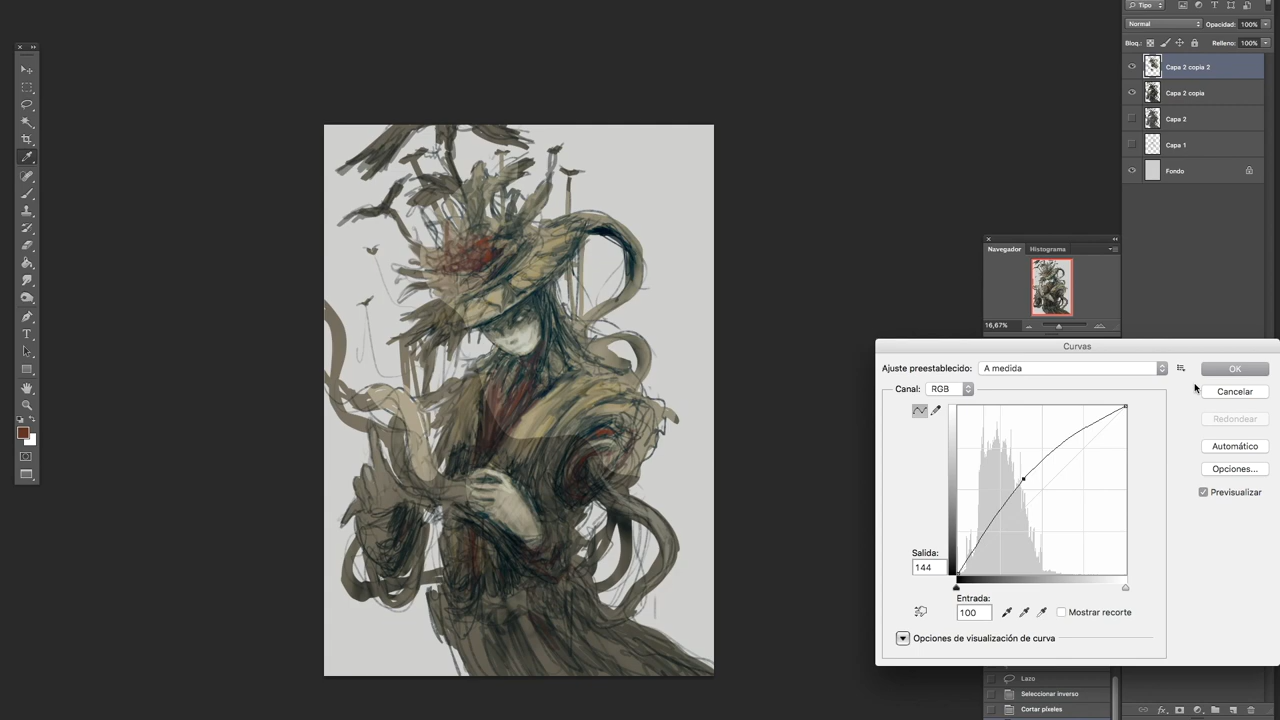 Tipo
Normal Opacidad: 100%
Bloq.: Relleno: 100%
Capa 2 copia 2
Capa 2 copia
Capa 2
Capa 1
Fondo
Navegador Histograma
16,67%
Curvas
Ajuste preestablecido: A medida
OK
Canal: RGB
Cancelar
Redondear
Automático
Opciones...
Previsualizar
Salida:
144
Entrada:
100
Mostrar recorte
Opciones de visualización de curva
Lazo
Seleccionar inverso
Cortar píxeles